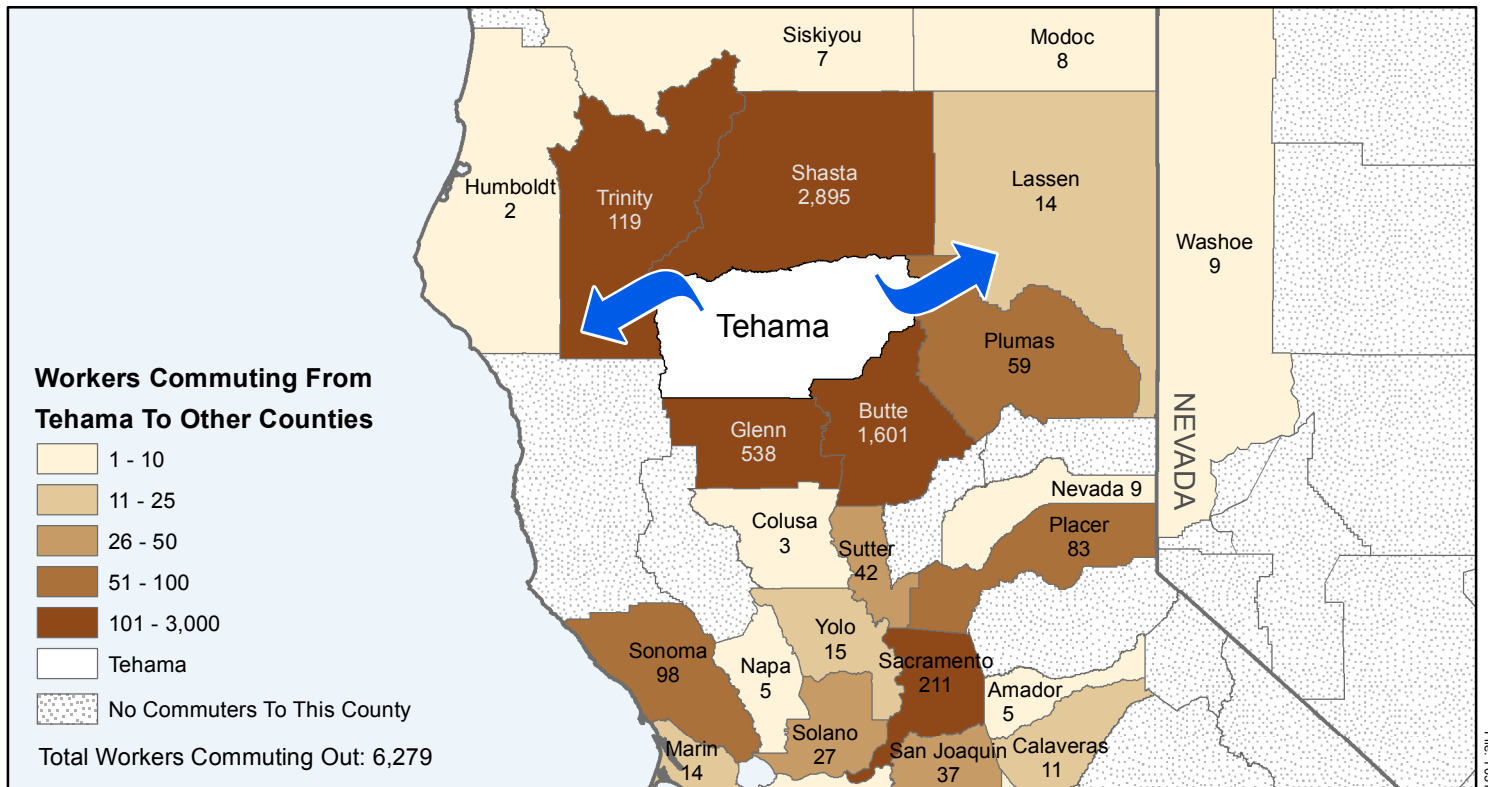 Siskiyou
7
Modoc
8
Humboldt
2
Trinity
119
Shasta
2,895
Lassen
14
Washoe
9
Tehama
Plumas
59
Workers Commuting From
Tehama To Other Counties
1 - 10
11 - 25
26 - 50
51 - 100
101 - 3,000
Tehama
No Commuters To This County
Total Workers Commuting Out: 6,279
Glenn
538
Butte
1,601
NEVADA
Nevada 9
Colusa
3
Sutter
42
Placer
83
Sonoma
98
Napa
5
Yolo
15
Sacramento
211
Amador
5
Marin
14
Solano
27
San Joaquin
37
Calaveras
11